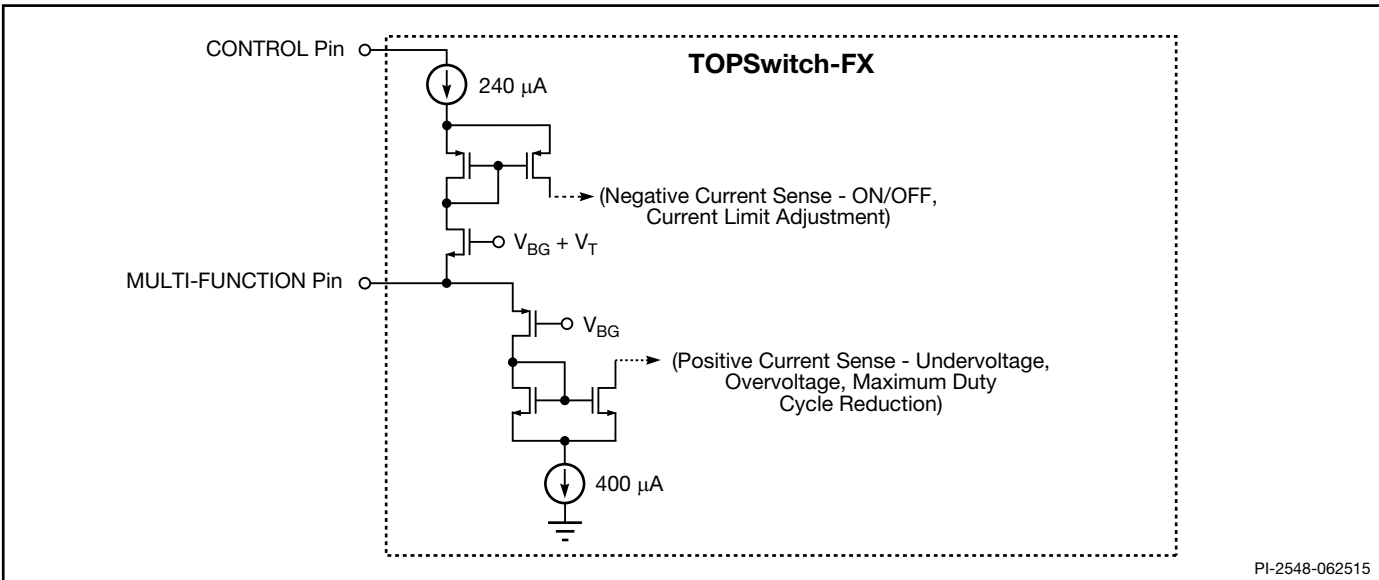 CONTROL Pin
TOPSwitch-FX
240 μA
(Negative Current Sense - ON/OFF,
Current Limit Adjustment)
V_BG + V_T
MULTI-FUNCTION Pin
V_BG
(Positive Current Sense - Undervoltage,
Overvoltage, Maximum Duty
Cycle Reduction)
400 μA
PI-2548-062515